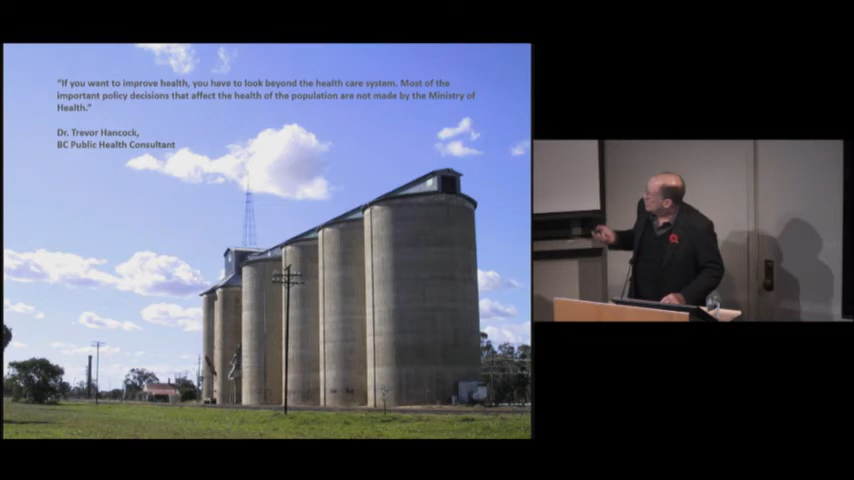 “If you want to improve health, you have to look beyond the health care system. Most of the
important policy decisions that affect the health of the population are not made by the Ministry of
Health.”
Dr. Trevor Hancock,
BC Public Health Consultant